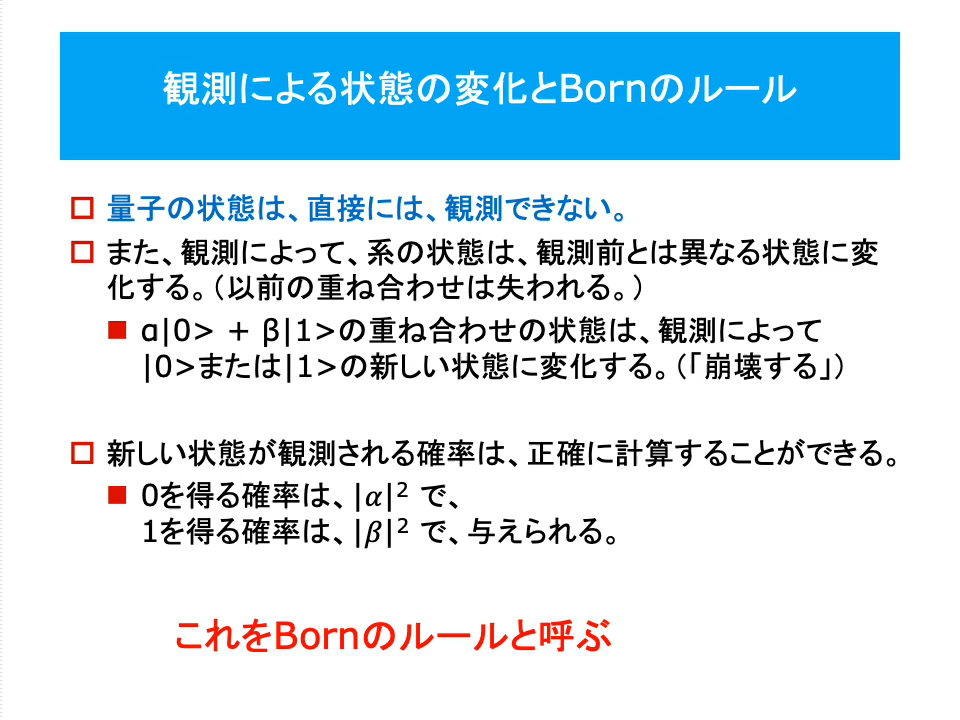 観測による状態の変化とBornのルール
量子の状態は、直接には、観測できない。
また、観測によって、系の状態は、観測前とは異なる状態に変
化する。（以前の重ね合わせは失われる。）
α|0> + β|1>の重ね合わせの状態は、観測によって
|0>または|1>の新しい状態に変化する。（「崩壊する」）
新しい状態が観測される確率は、正確に計算することができる。
0を得る確率は、|𝛼|² で、
1を得る確率は、|𝛽|² で、与えられる。
これをBornのルールと呼ぶ